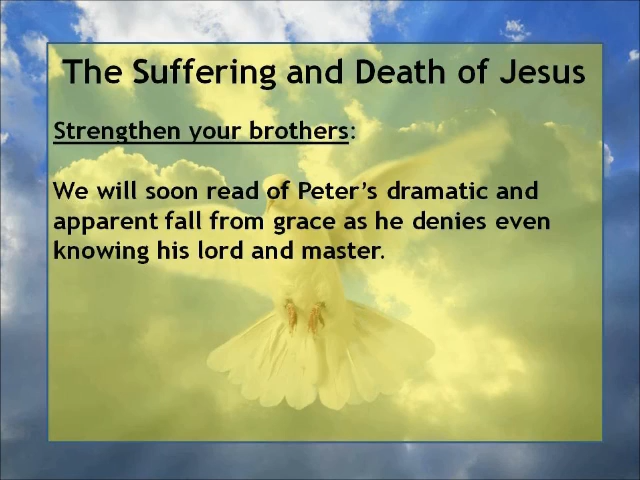 The Suffering and Death of Jesus
Strengthen your brothers:
We will soon read of Peter’s dramatic and
apparent fall from grace as he denies even
knowing his lord and master.